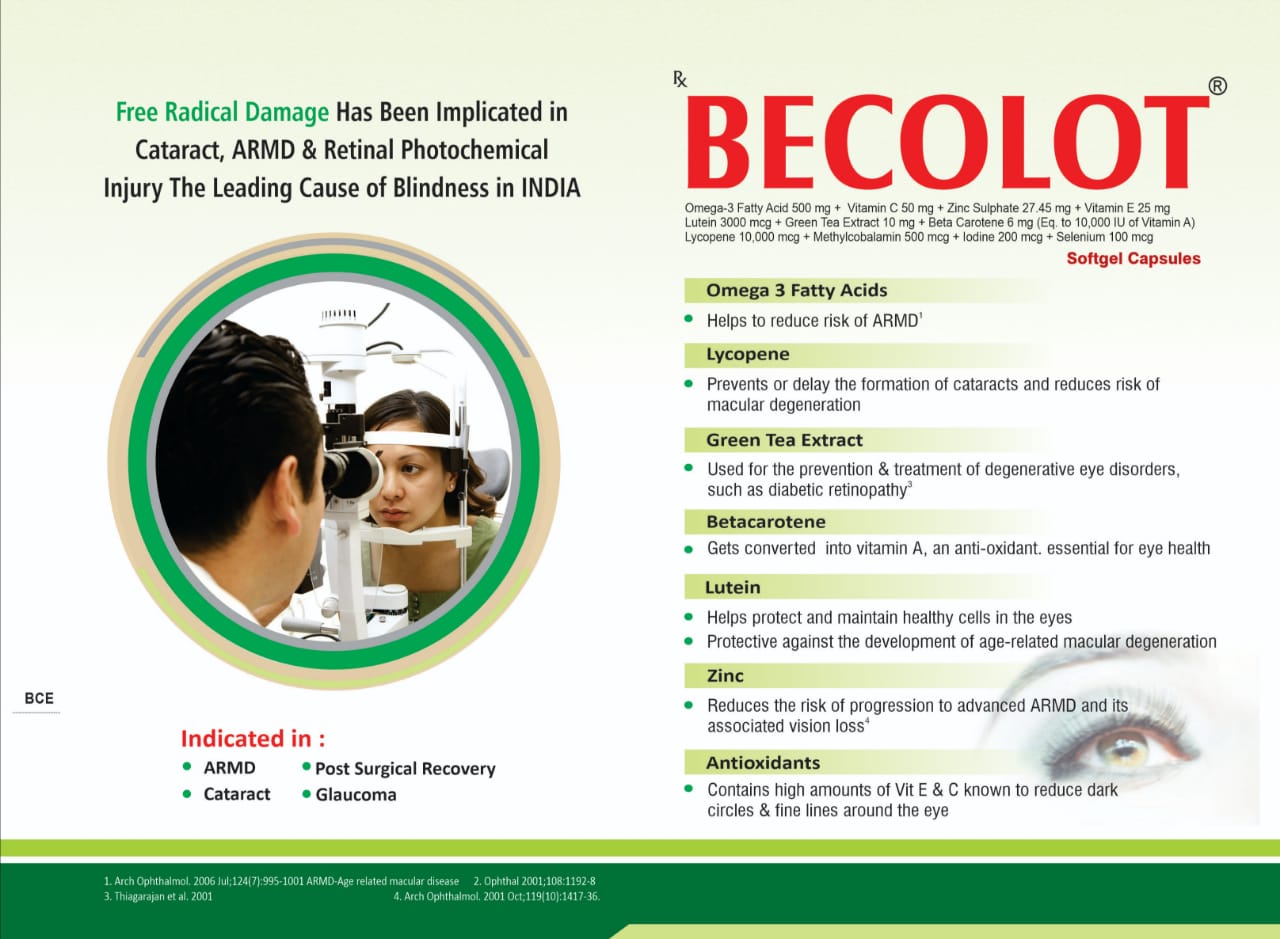 Free Radical Damage Has Been Implicated in
Cataract, ARMD & Retinal Photochemical
Injury The Leading Cause of Blindness in INDIA
BCE
Indicated in :
ARMD
Post Surgical Recovery
Cataract
Glaucoma
℞
BECOLOT®
Omega-3 Fatty Acid 500 mg + Vitamin C 50 mg + Zinc Sulphate 27.45 mg + Vitamin E 25 mg
Lutein 3000 mcg + Green Tea Extract 10 mg + Beta Carotene 6 mg (Eq. to 10,000 IU of Vitamin A)
Lycopene 10,000 mcg + Methylcobalamin 500 mcg + Iodine 200 mcg + Selenium 100 mcg
Softgel Capsules
Omega 3 Fatty Acids
Helps to reduce risk of ARMD¹
Lycopene
Prevents or delay the formation of cataracts and reduces risk of
macular degeneration
Green Tea Extract
Used for the prevention & treatment of degenerative eye disorders,
such as diabetic retinopathy³
Betacarotene
Gets converted into vitamin A, an anti-oxidant. essential for eye health
Lutein
Helps protect and maintain healthy cells in the eyes
Protective against the development of age-related macular degeneration
Zinc
Reduces the risk of progression to advanced ARMD and its
associated vision loss⁴
Antioxidants
Contains high amounts of Vit E & C known to reduce dark
circles & fine lines around the eye
1. Arch Ophthalmol. 2006 Jul;124(7):995-1001 ARMD-Age related macular disease 2. Ophthal 2001;108:1192-8
3. Thiagarajan et al. 2001 4. Arch Ophthalmol. 2001 Oct;119(10):1417-36.